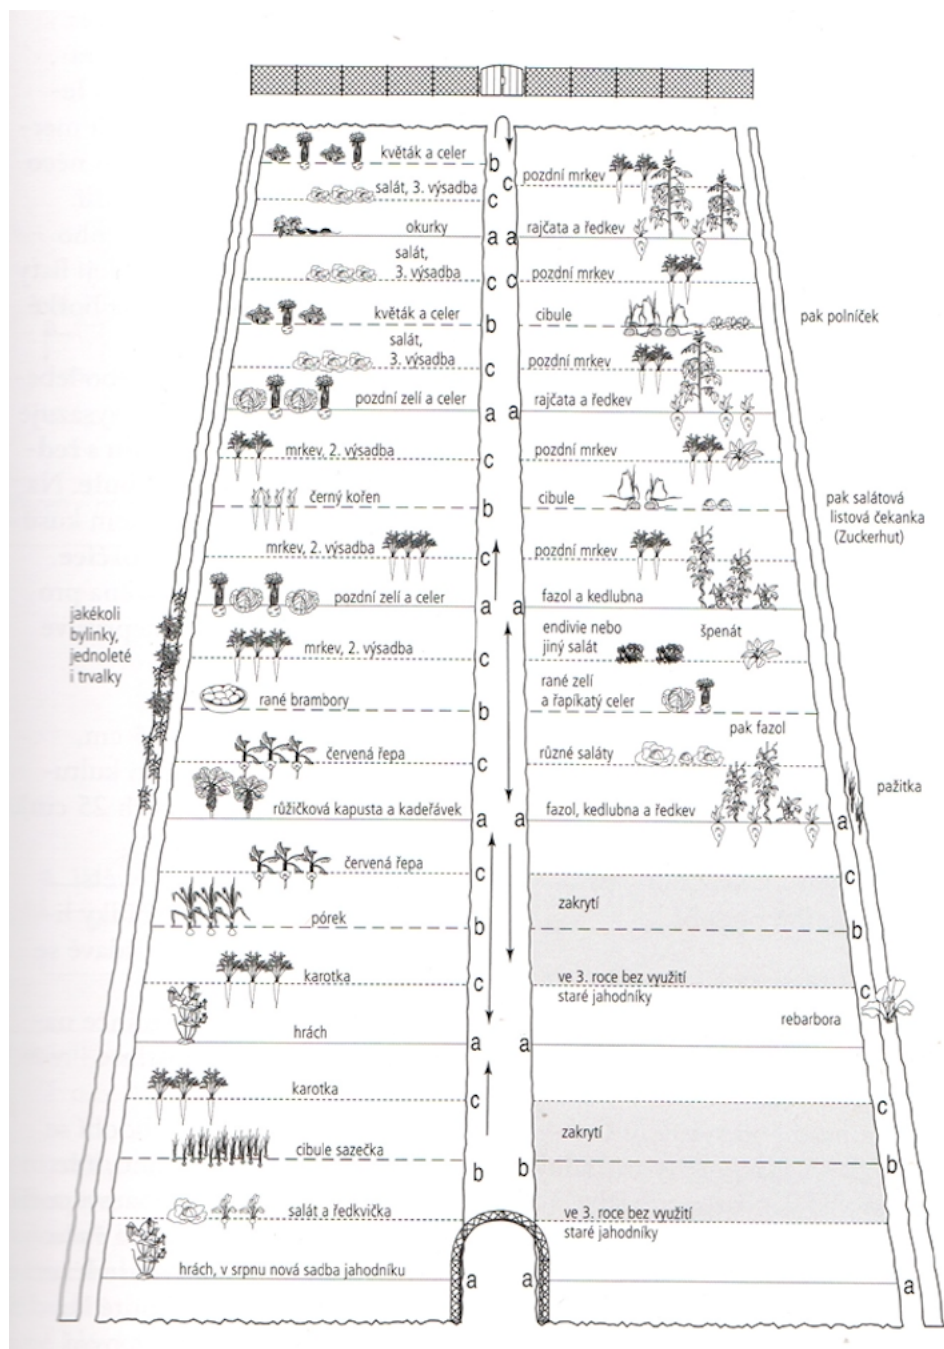 květák a celer
b
c
pozdní mrkev
salát, 3. výsadba
c
okurky
a
a
rajčata a ředkev
salát,
3. výsadba
c
c
pozdní mrkev
květák a celer
b
cibule
pak polníček
salát,
3. výsadba
c
pozdní mrkev
pozdní zelí a celer
a
a
rajčata a ředkev
mrkev, 2. výsadba
c
pozdní mrkev
černý kořen
b
cibule
pak salátová
listová čekanka
(Zuckerhut)
mrkev, 2. výsadba
c
pozdní mrkev
pozdní zelí a celer
a
a
fazol a kedlubna
jakékoli
bylinky,
jednoleté
i trvalky
mrkev, 2. výsadba
c
endivie nebo
jiný salát
špenát
rané brambory
b
rané zelí
a řapíkatý celer
pak fazol
červená řepa
c
různé saláty
pažitka
růžičková kapusta a kadeřávek
a
a
fazol, kedlubna a ředkev
a
červená řepa
c
c
zakrytí
pórek
b
b
karotka
c
ve 3. roce bez využití
staré jahodníky
c
rebarbora
hrách
a
a
karotka
c
c
zakrytí
cibule sazečka
b
b
b
salát a ředkvička
ve 3. roce bez využití
staré jahodníky
hrách, v srpnu nová sadba jahodníku
a
a
a